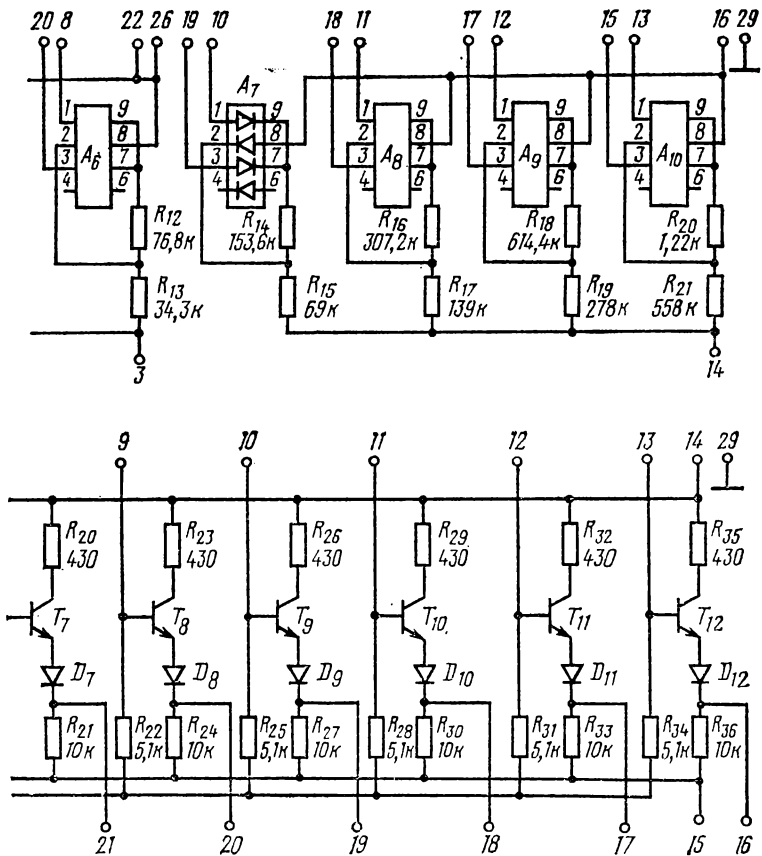 20 8 22 26 19 10 18 11 17 12 15 13 16 29
A7
1 9 1 9 1 9 1 9 1 9
2 8 2 8 2 8 2 8 2 8
3 A6 7 3 7 3 A8 7 3 A9 7 3 A10 7
4 6 4 6 4 6 4 6 4 6
R12 R14 R16 R18 R20
76,8к 153,6к 307,2к 614,4к 1,22к
R13 R15 R17 R19 R21
34,3к 69к 139к 278к 558к
3 14
9 10 11 12 13 14 29
R20 R23 R26 R29 R32 R35
430 430 430 430 430 430
T7 T8 T9 T10 T11 T12
D7 D8 D9 D10 D11 D12
R21 R22 R24 R25 R27 R28 R30 R31 R33 R34 R36
10к 5,1к 10к 5,1к 10к 5,1к 10к 5,1к 10к 5,1к 10к
21 20 19 18 17 15 16